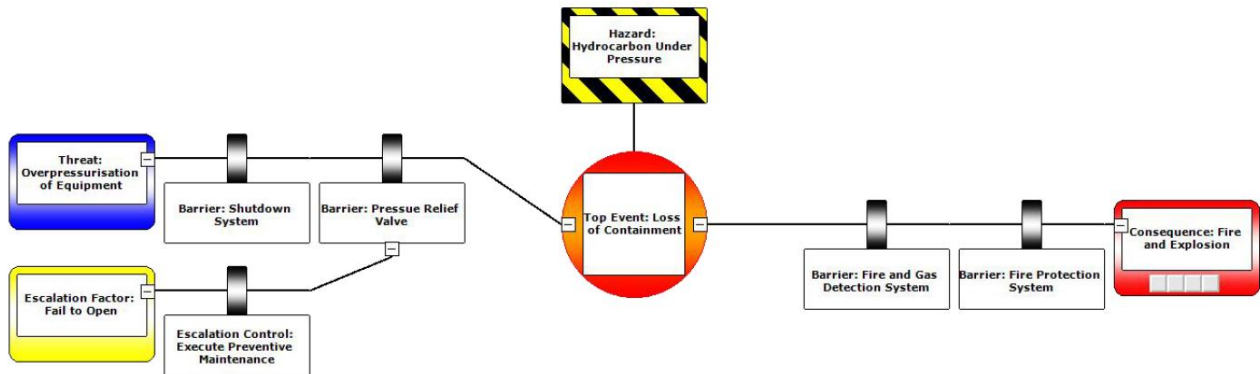 Hazard:
Hydrocarbon Under
Pressure
Threat:
Overpressurisation
of Equipment
Barrier: Shutdown
System
Barrier: Pressue Relief
Valve
Top Event: Loss
of Containment
Barrier: Fire and Gas
Detection System
Barrier: Fire Protection
System
Consequence: Fire
and Explosion
Escalation Factor:
Fail to Open
Escalation Control:
Execute Preventive
Maintenance